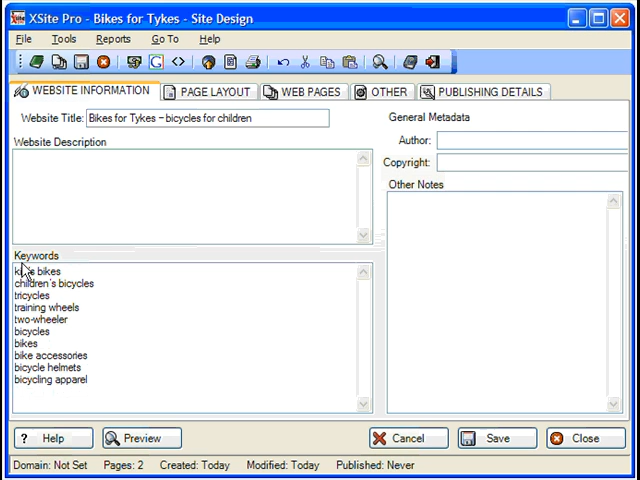 XSite Pro - Bikes for Tykes - Site Design
File Tools Reports Go To Help
WEBSITE INFORMATION PAGE LAYOUT WEB PAGES OTHER PUBLISHING DETAILS
Website Title: Bikes for Tykes – bicycles for children
General Metadata
Author:
Website Description
Copyright:
Other Notes
Keywords
bikes
children's bicycles
tricycles
training wheels
two-wheeler
bicycles
bikes
bike accessories
bicycle helmets
bicycling apparel
? Help Preview Cancel Save Close
Domain: Not Set Pages: 2 Created: Today Modified: Today Published: Never